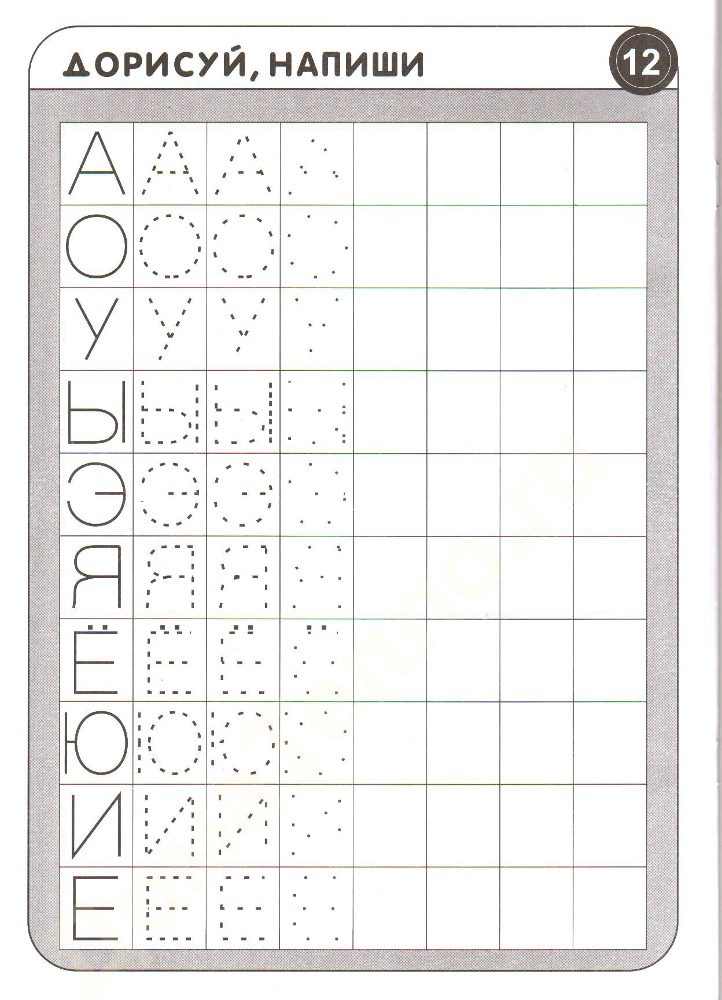 ДОРИСУЙ, НАПИШИ
12
А А А А
О О О О
У У У У
Ы Ы Ы Ы
Э Э Э Э
Я Я Я Я
Ё Ё Ё Ё
Ю Ю Ю Ю
И И И И
Е Е Е Е